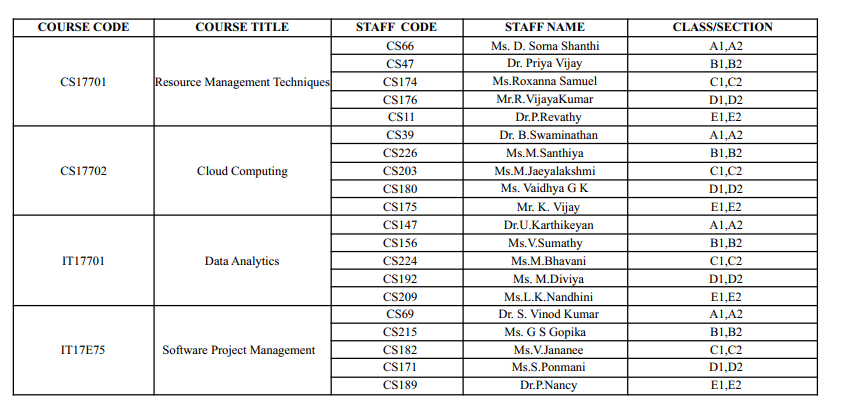 COURSE CODE COURSE TITLE STAFF CODE STAFF NAME CLASS/SECTION
CS17701 Resource Management Techniques CS66 Ms. D. Sorna Shanthi A1,A2
CS47 Dr. Priya Vijay B1,B2
CS174 Ms.Roxanna Samuel C1,C2
CS176 Mr.R.VijayaKumar D1,D2
CS11 Dr.P.Revathy E1,E2
CS17702 Cloud Computing CS39 Dr. B.Swaminathan A1,A2
CS226 Ms.M.Santhiya B1,B2
CS203 Ms.M.Jaeyalakshmi C1,C2
CS180 Ms. Vaidhya G K D1,D2
CS175 Mr. K. Vijay E1,E2
IT17701 Data Analytics CS147 Dr.U.Karthikeyan A1,A2
CS156 Ms.V.Sumathy B1,B2
CS224 Ms.M.Bhavani C1,C2
CS192 Ms. M.Diviya D1,D2
CS209 Ms.L.K.Nandhini E1,E2
IT17E75 Software Project Management CS69 Dr. S. Vinod Kumar A1,A2
CS215 Ms. G S Gopika B1,B2
CS182 Ms.V.Jananee C1,C2
CS171 Ms.S.Ponmani D1,D2
CS189 Dr.P.Nancy E1,E2